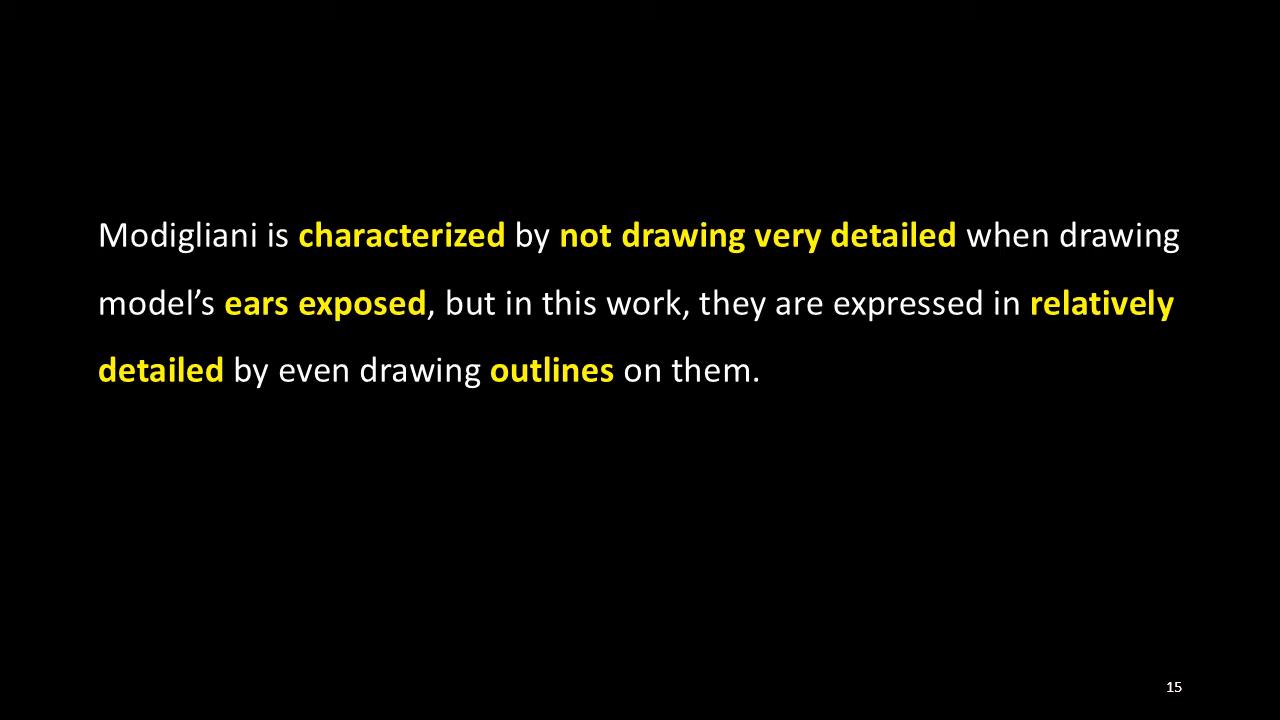 Modigliani is characterized by not drawing very detailed when drawing
model’s ears exposed, but in this work, they are expressed in relatively
detailed by even drawing outlines on them.
15